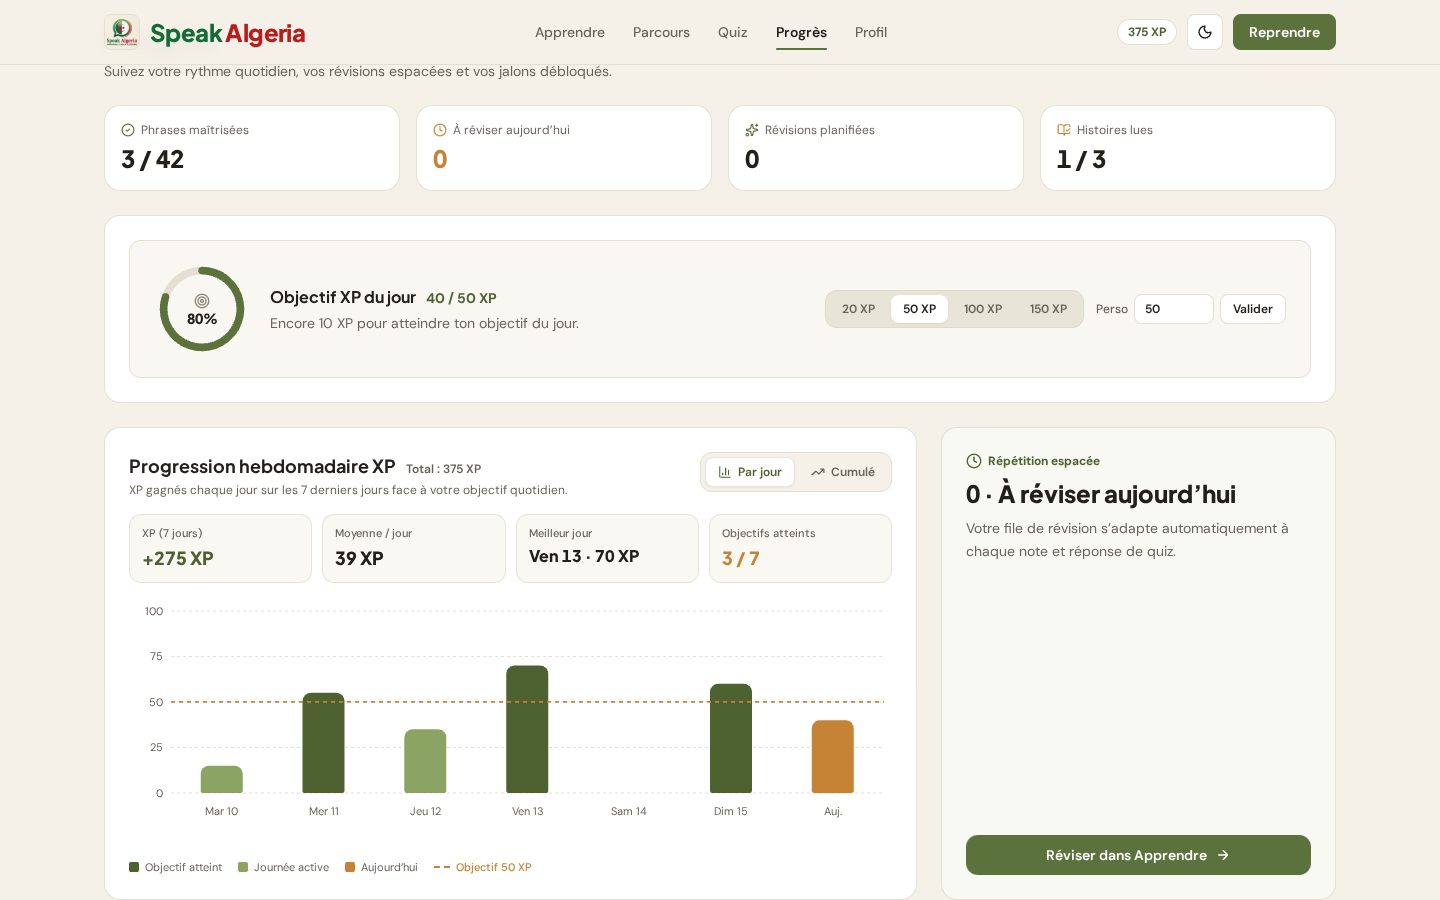 Speak Algeria
Apprendre
Parcours
Quiz
Progrès
Profil
375 XP
Reprendre
Suivez votre rythme quotidien, vos révisions espacées et vos jalons débloqués.
Phrases maîtrisées
3 / 42
À réviser aujourd’hui
0
Révisions planifiées
0
Histoires lues
1 / 3
80%
Objectif XP du jour 40 / 50 XP
Encore 10 XP pour atteindre ton objectif du jour.
20 XP
50 XP
100 XP
150 XP
Perso
50
Valider
Progression hebdomadaire XP Total : 375 XP
XP gagnés chaque jour sur les 7 derniers jours face à votre objectif quotidien.
Par jour
Cumulé
XP (7 jours)
+275 XP
Moyenne / jour
39 XP
Meilleur jour
Ven 13 · 70 XP
Objectifs atteints
3 / 7
100
75
50
25
0
Mar 10
Mer 11
Jeu 12
Ven 13
Sam 14
Dim 15
Auj.
Objectif atteint
Journée active
Aujourd’hui
Objectif 50 XP
Répétition espacée
0 · À réviser aujourd’hui
Votre file de révision s’adapte automatiquement à
chaque note et réponse de quiz.
Réviser dans Apprendre